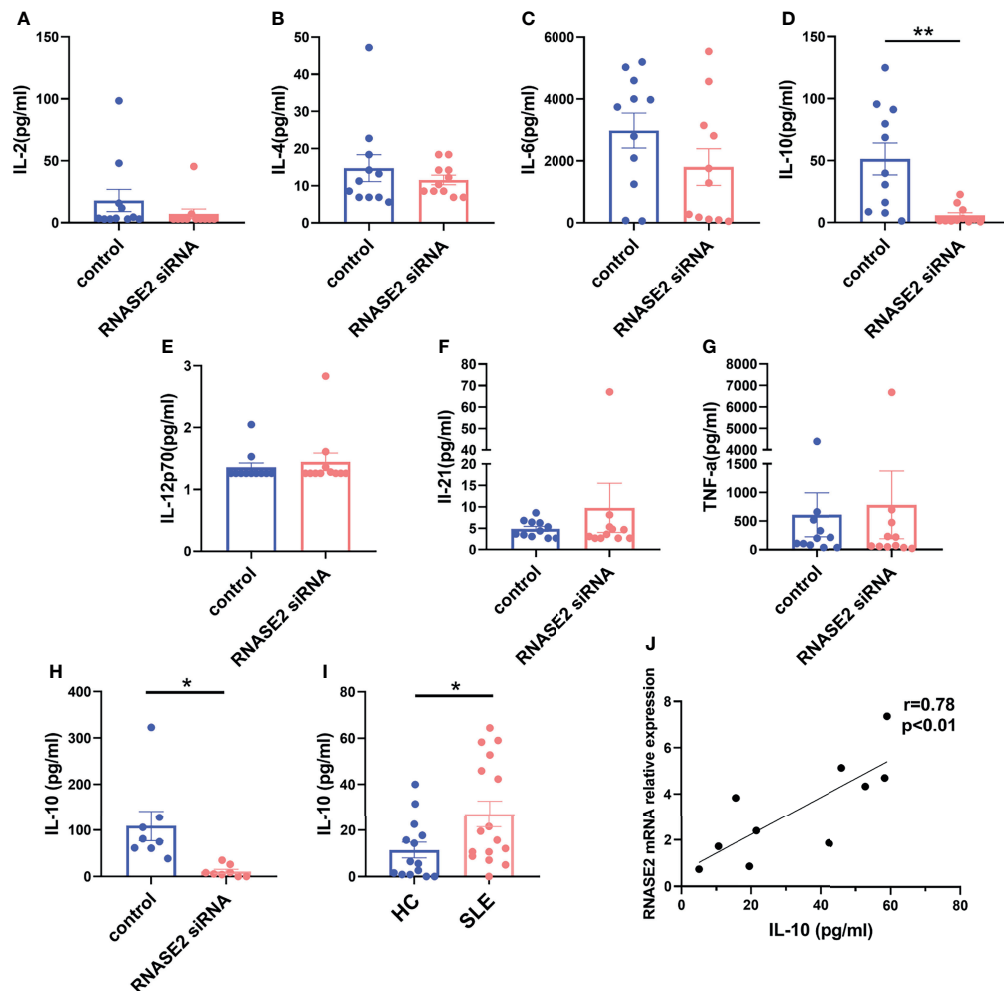 A
IL-2(pg/ml)
150
100
50
0
control
RNASE2 siRNA
B
IL-4(pg/ml)
50
40
30
20
10
0
control
RNASE2 siRNA
C
IL-6(pg/ml)
6000
4000
2000
0
control
RNASE2 siRNA
D
IL-10(pg/ml)
150
100
50
0
**
control
RNASE2 siRNA
E
IL-12p70(pg/ml)
3
2
1
0
control
RNASE2 siRNA
F
Il-21(pg/ml)
80
70
60
50
40
20
15
10
5
0
control
RNASE2 siRNA
G
TNF-a(pg/ml)
8000
7000
6000
5000
4000
3000
2000
1500
1000
500
0
control
RNASE2 siRNA
H
IL-10 (pg/ml)
400
300
200
100
0
*
control
RNASE2 siRNA
I
IL-10 (pg/ml)
80
60
40
20
0
*
HC
SLE
J
RNASE2 mRNA relative expression
8
6
4
2
0
r=0.78
p<0.01
0
20
40
60
80
IL-10 (pg/ml)